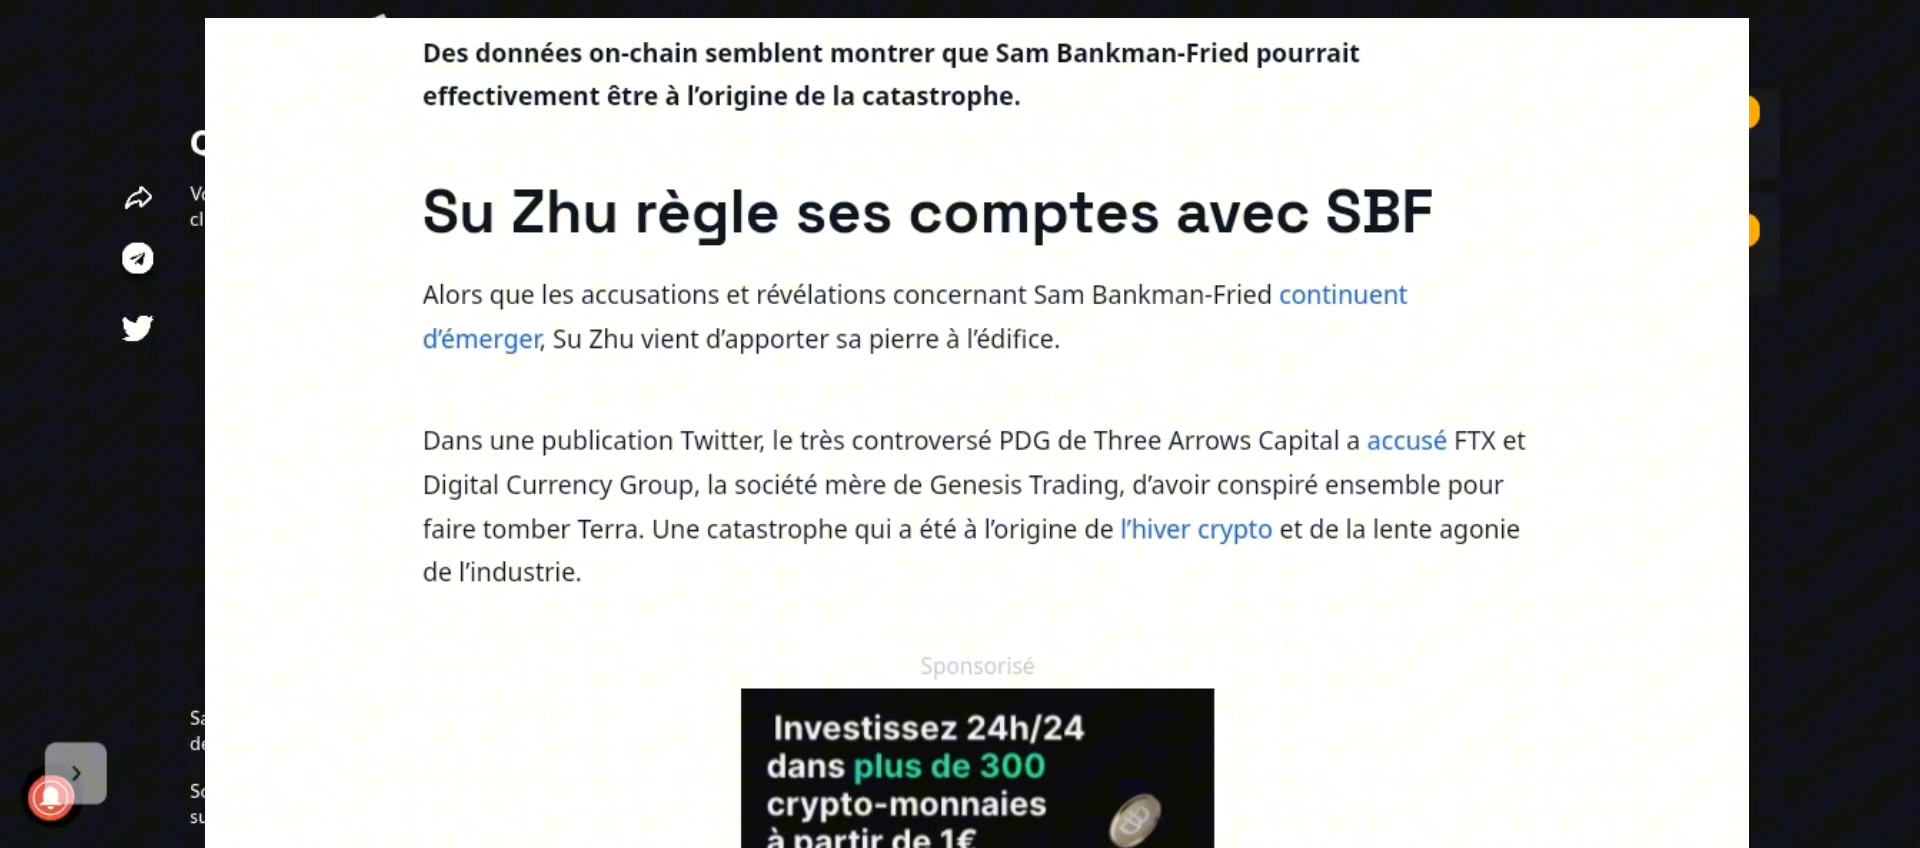 Des données on-chain semblent montrer que Sam Bankman-Fried pourrait
effectivement être à l’origine de la catastrophe.
Su Zhu règle ses comptes avec SBF
Alors que les accusations et révélations concernant Sam Bankman-Fried continuent
d’émerger, Su Zhu vient d’apporter sa pierre à l’édifice.
Dans une publication Twitter, le très controversé PDG de Three Arrows Capital a accusé FTX et
Digital Currency Group, la société mère de Genesis Trading, d’avoir conspiré ensemble pour
faire tomber Terra. Une catastrophe qui a été à l’origine de l’hiver crypto et de la lente agonie
de l’industrie.
Sponsorisé
Investissez 24h/24
dans plus de 300
crypto-monnaies
à partir de 1€